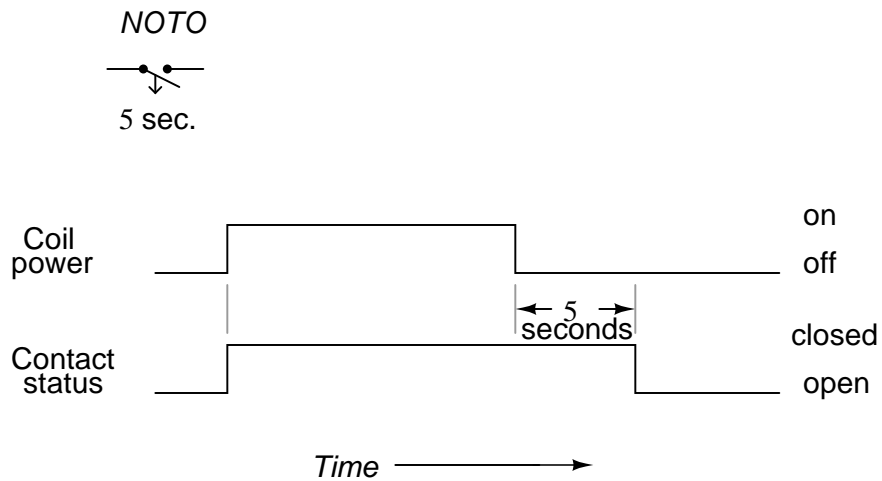 NOTO
5 sec.
on
Coil
power
off
5
seconds
closed
Contact
status
open
Time